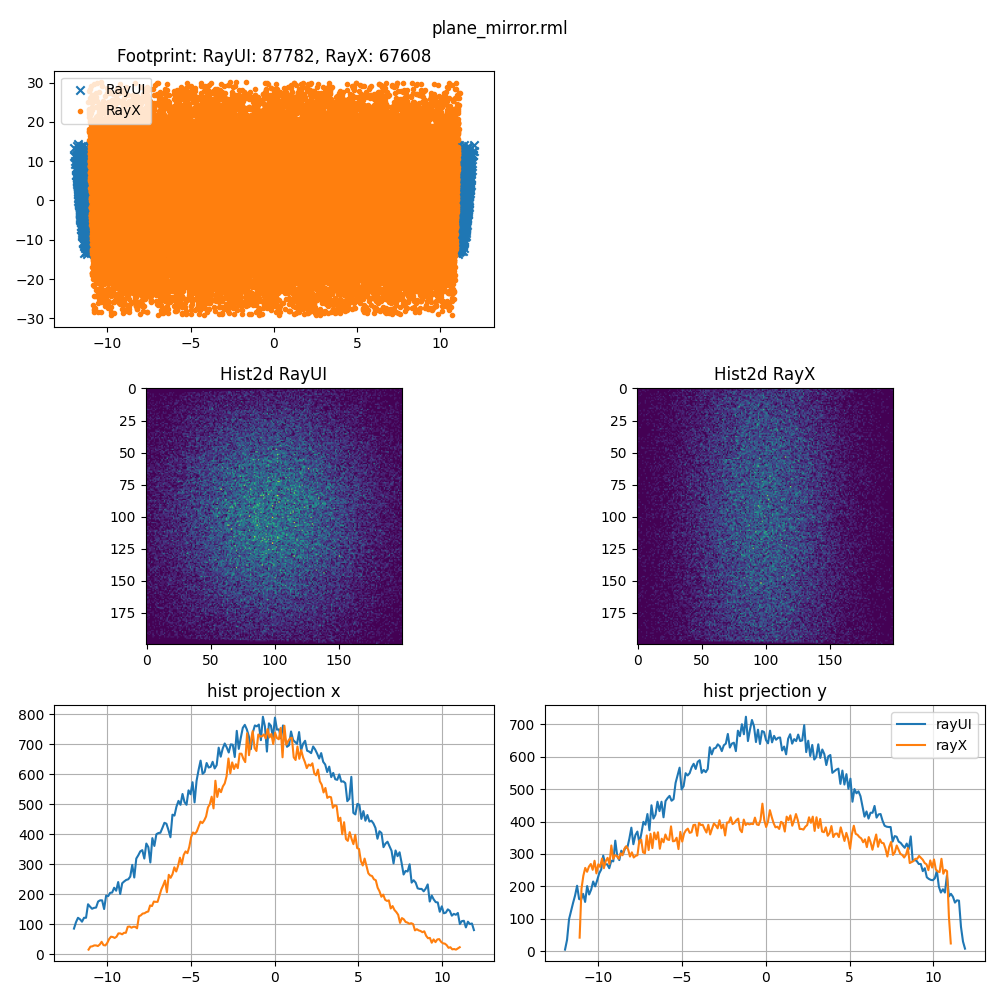 plane_mirror.rml
Footprint: RayUI: 87782, RayX: 67608
RayUI
RayX
30
20
10
0
−10
−20
−30
−10 −5 0 5 10
Hist2d RayUI
0
25
50
75
100
125
150
175
0 50 100 150
Hist2d RayX
0
25
50
75
100
125
150
175
0 50 100 150
hist projection x
800
700
600
500
400
300
200
100
0
−10 −5 0 5 10
hist prjection y
rayUI
rayX
700
600
500
400
300
200
100
0
−10 −5 0 5 10